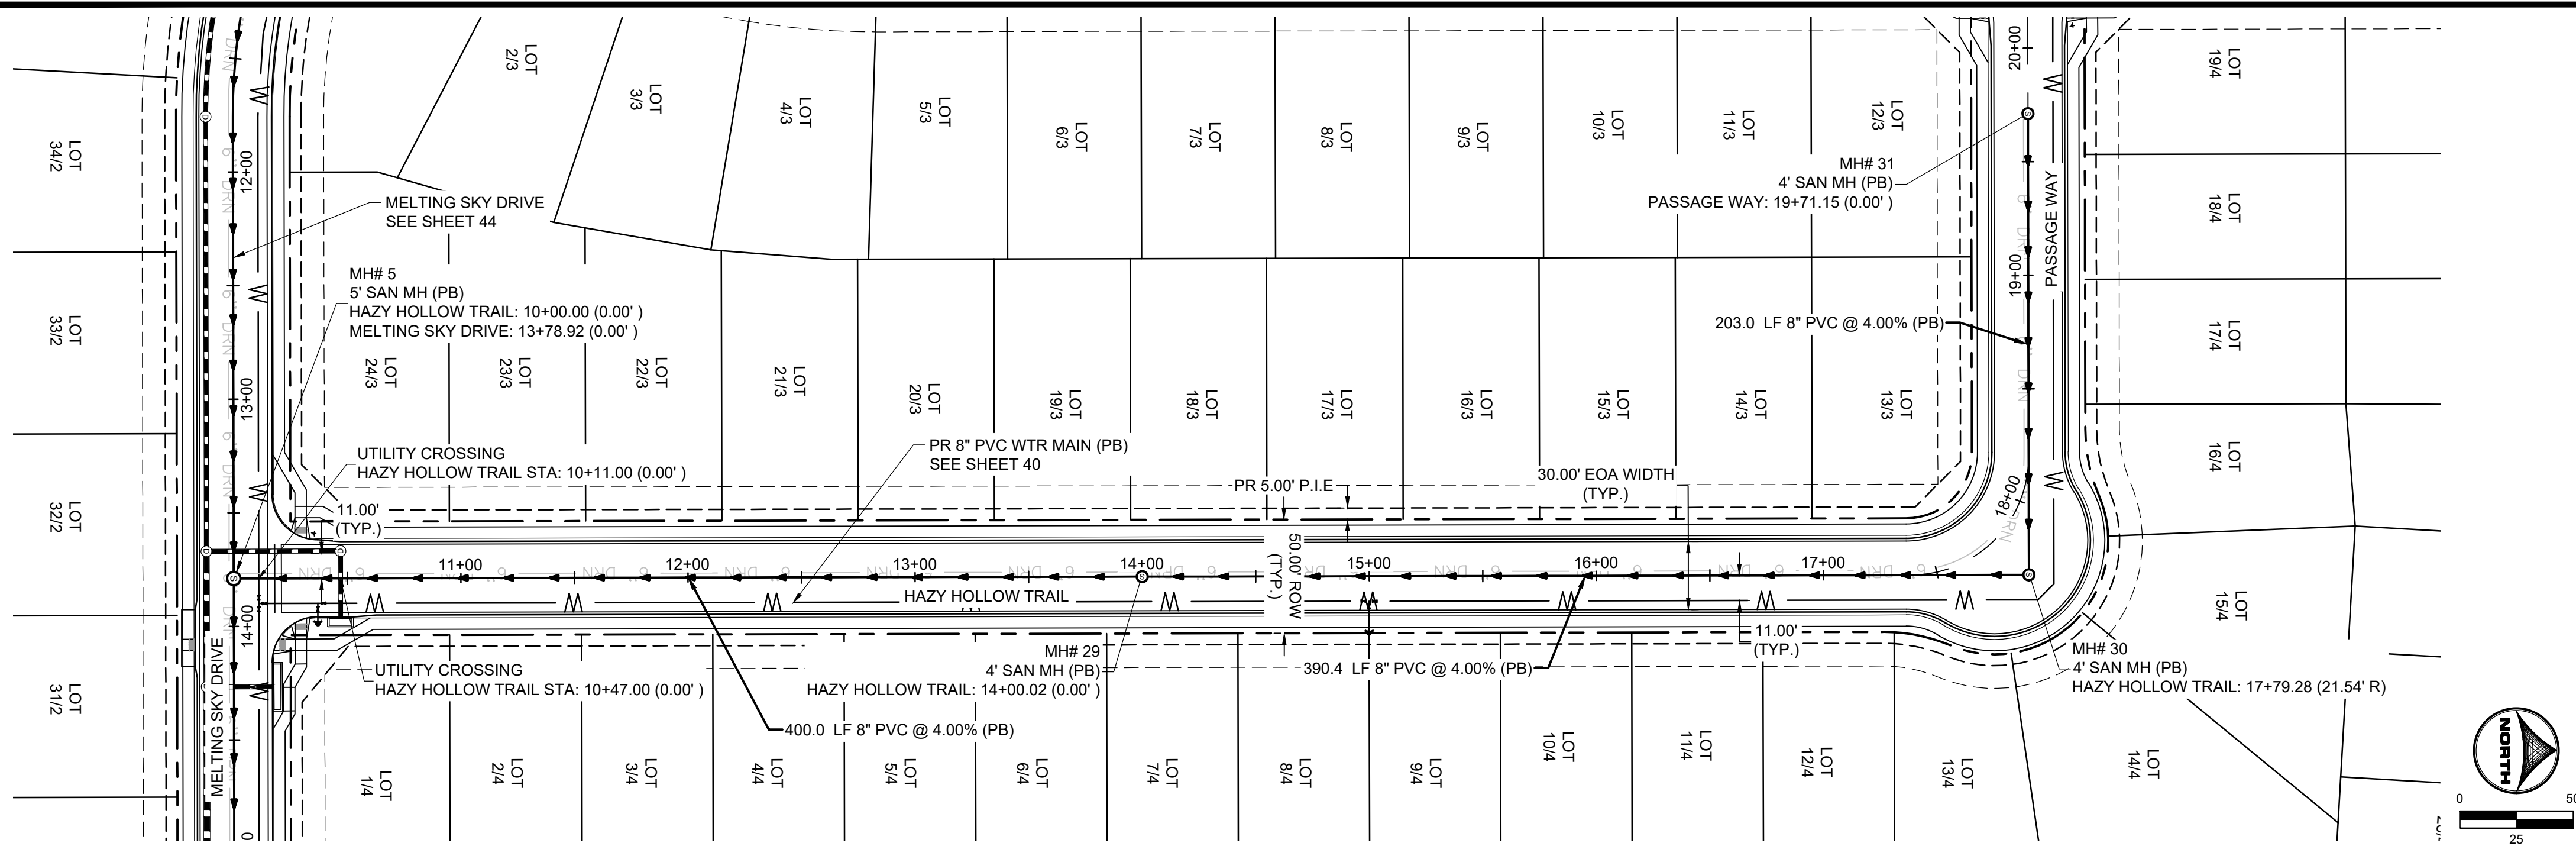 LOT
2/3
LOT
3/3
LOT
4/3
LOT
5/3
LOT
6/3
LOT
7/3
LOT
8/3
LOT
9/3
LOT
10/3
LOT
11/3
LOT
12/3
20+00
LOT
19/4
LOT
34/2
12+00
MELTING SKY DRIVE
SEE SHEET 44
MH# 31
4' SAN MH (PB)
PASSAGE WAY: 19+71.15 (0.00' )
PASSAGE WAY
LOT
18/4
19+00
MH# 5
5' SAN MH (PB)
HAZY HOLLOW TRAIL: 10+00.00 (0.00' )
MELTING SKY DRIVE: 13+78.92 (0.00' )
203.0  LF 8" PVC @ 4.00% (PB)
LOT
33/2
LOT
17/4
13+00
LOT
24/3
LOT
23/3
LOT
22/3
LOT
21/3
LOT
20/3
LOT
19/3
LOT
18/3
LOT
17/3
LOT
16/3
LOT
15/3
LOT
14/3
LOT
13/3
LOT
16/4
UTILITY CROSSING
HAZY HOLLOW TRAIL STA: 10+11.00 (0.00' )
PR 8" PVC WTR MAIN (PB)
SEE SHEET 40
PR 5.00' P.I.E
30.00' EOA WIDTH
(TYP.)
18+00
LOT
32/2
11.00'
(TYP.)
50.00' ROW
(TYP.)
11+00
12+00
13+00
14+00
15+00
16+00
17+00
6" DRN
HAZY HOLLOW TRAIL
LOT
15/4
14+00
MELTING SKY DRIVE
11.00'
(TYP.)
UTILITY CROSSING
HAZY HOLLOW TRAIL STA: 10+47.00 (0.00' )
MH# 29
4' SAN MH (PB)
HAZY HOLLOW TRAIL: 14+00.02 (0.00' )
390.4  LF 8" PVC @ 4.00% (PB)
MH# 30
4' SAN MH (PB)
HAZY HOLLOW TRAIL: 17+79.28 (21.54' R)
LOT
31/2
400.0  LF 8" PVC @ 4.00% (PB)
LOT
1/4
LOT
2/4
LOT
3/4
LOT
4/4
LOT
5/4
LOT
6/4
LOT
7/4
LOT
8/4
LOT
9/4
LOT
10/4
LOT
11/4
LOT
12/4
LOT
13/4
LOT
14/4
NORTH
0
50
25